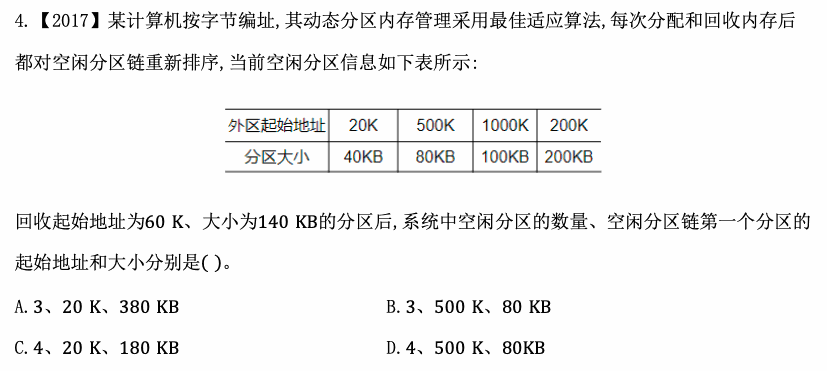 4.【2017】某计算机按字节编址,其动态分区内存管理采用最佳适应算法,每次分配和回收内存后
都对空闲分区链重新排序,当前空闲分区信息如下表所示:
外区起始地址 20K 500K 1000K 200K
分区大小 40KB 80KB 100KB 200KB
回收起始地址为60 K、大小为140 KB的分区后,系统中空闲分区的数量、空闲分区链第一个分区的
起始地址和大小分别是( )。
A.3、20 K、380 KB B.3、500 K、80 KB
C.4、20 K、180 KB D.4、500 K、80KB